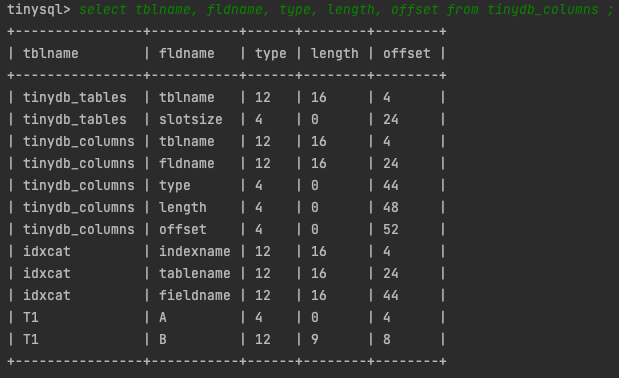 tinysql> select tblname, fldname, type, length, offset from tinydb_columns ;
+----------------+-----------+------+--------+--------+
| tblname        | fldname   | type | length | offset |
+----------------+-----------+------+--------+--------+
| tinydb_tables  | tblname   | 12   | 16     | 4      |
| tinydb_tables  | slotsize  | 4    | 0      | 24     |
| tinydb_columns | tblname   | 12   | 16     | 4      |
| tinydb_columns | fldname   | 12   | 16     | 24     |
| tinydb_columns | type      | 4    | 0      | 44     |
| tinydb_columns | length    | 4    | 0      | 48     |
| tinydb_columns | offset    | 4    | 0      | 52     |
| idxcat         | indexname | 12   | 16     | 4      |
| idxcat         | tablename | 12   | 16     | 24     |
| idxcat         | fieldname | 12   | 16     | 44     |
| T1             | A         | 4    | 0      | 4      |
| T1             | B         | 12   | 9      | 8      |
+----------------+-----------+------+--------+--------+